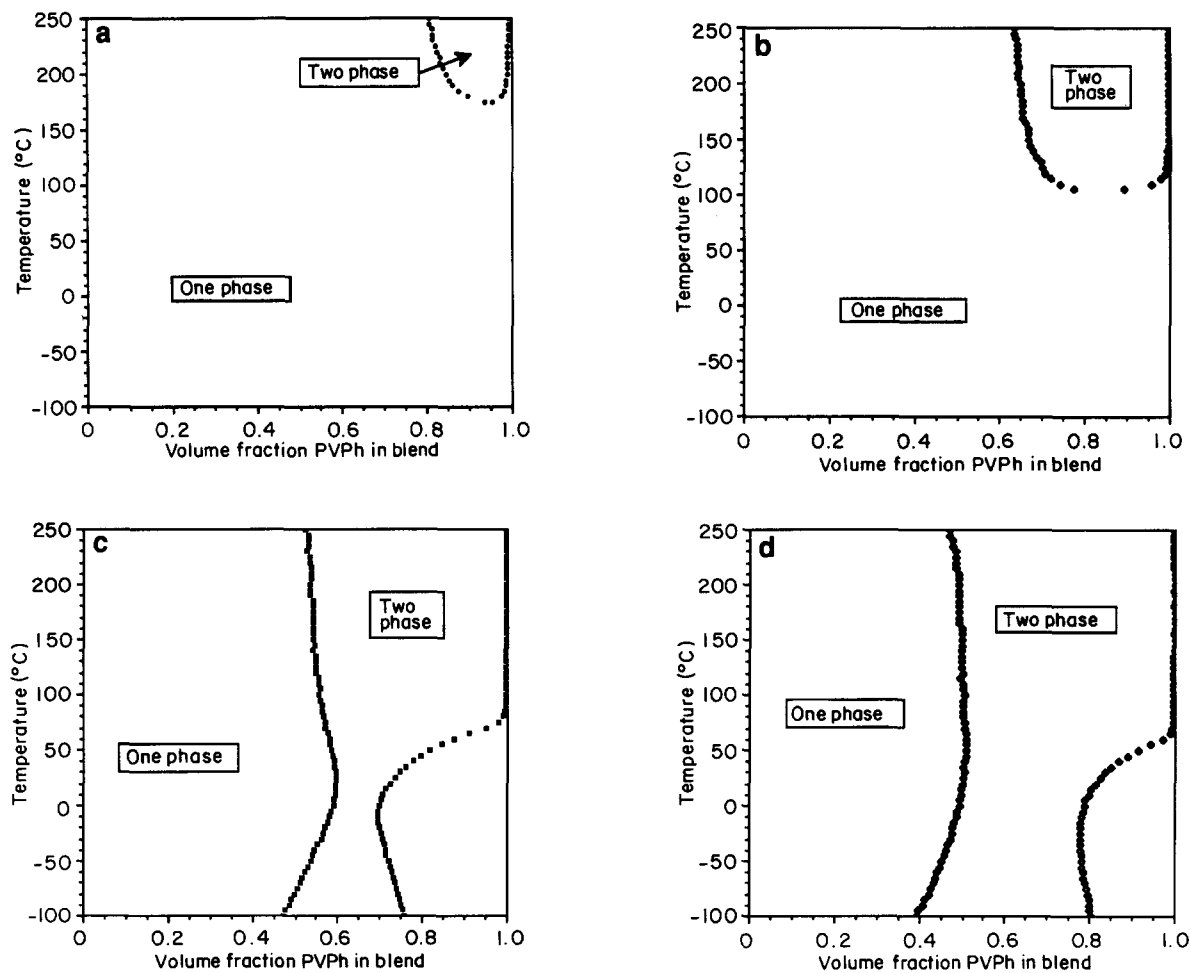 a
250
200
150
100
50
0
-50
-100
Temperature (°C)
Two phase
One phase
0 0.2 0.4 0.6 0.8 1.0
Volume fraction PVPh in blend
b
250
200
150
100
50
0
-50
-100
Temperature (°C)
Two
phase
One phase
0 0.2 0.4 0.6 0.8 1.0
Volume fraction PVPh in blend
c
250
200
150
100
50
0
-50
-100
Temperature (°C)
Two
phase
One phase
0 0.2 0.4 0.6 0.8 1.0
Volume fraction PVPh in blend
d
250
200
150
100
50
0
-50
-100
Temperature (°C)
Two phase
One phase
0 0.2 0.4 0.6 0.8 1.0
Volume fraction PVPh in blend